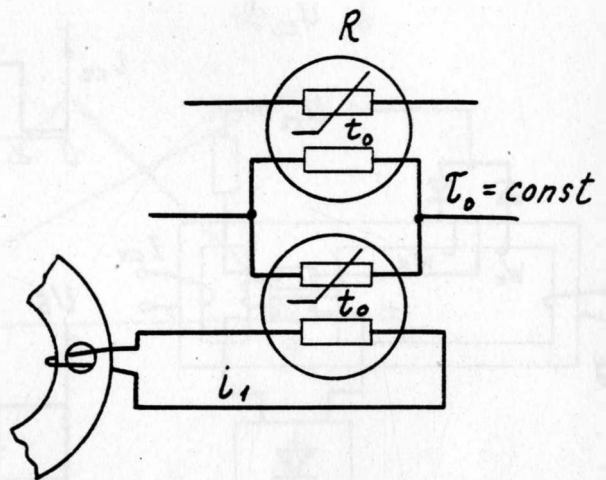 R
t₀
τ₀ = const
t₀
i₁